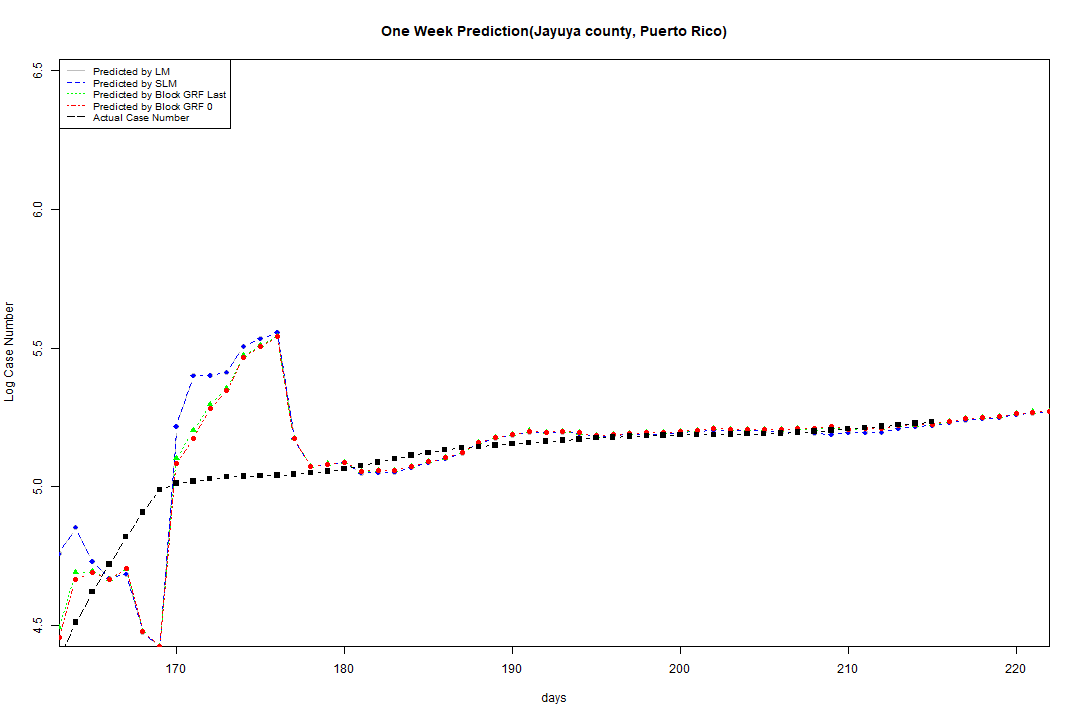 One Week Prediction(Jayuya county, Puerto Rico)
Predicted by LM
Predicted by SLM
Predicted by Block GRF Last
Predicted by Block GRF 0
Actual Case Number
Log Case Number
6.5
6.0
5.5
5.0
4.5
170 180 190 200 210 220
days